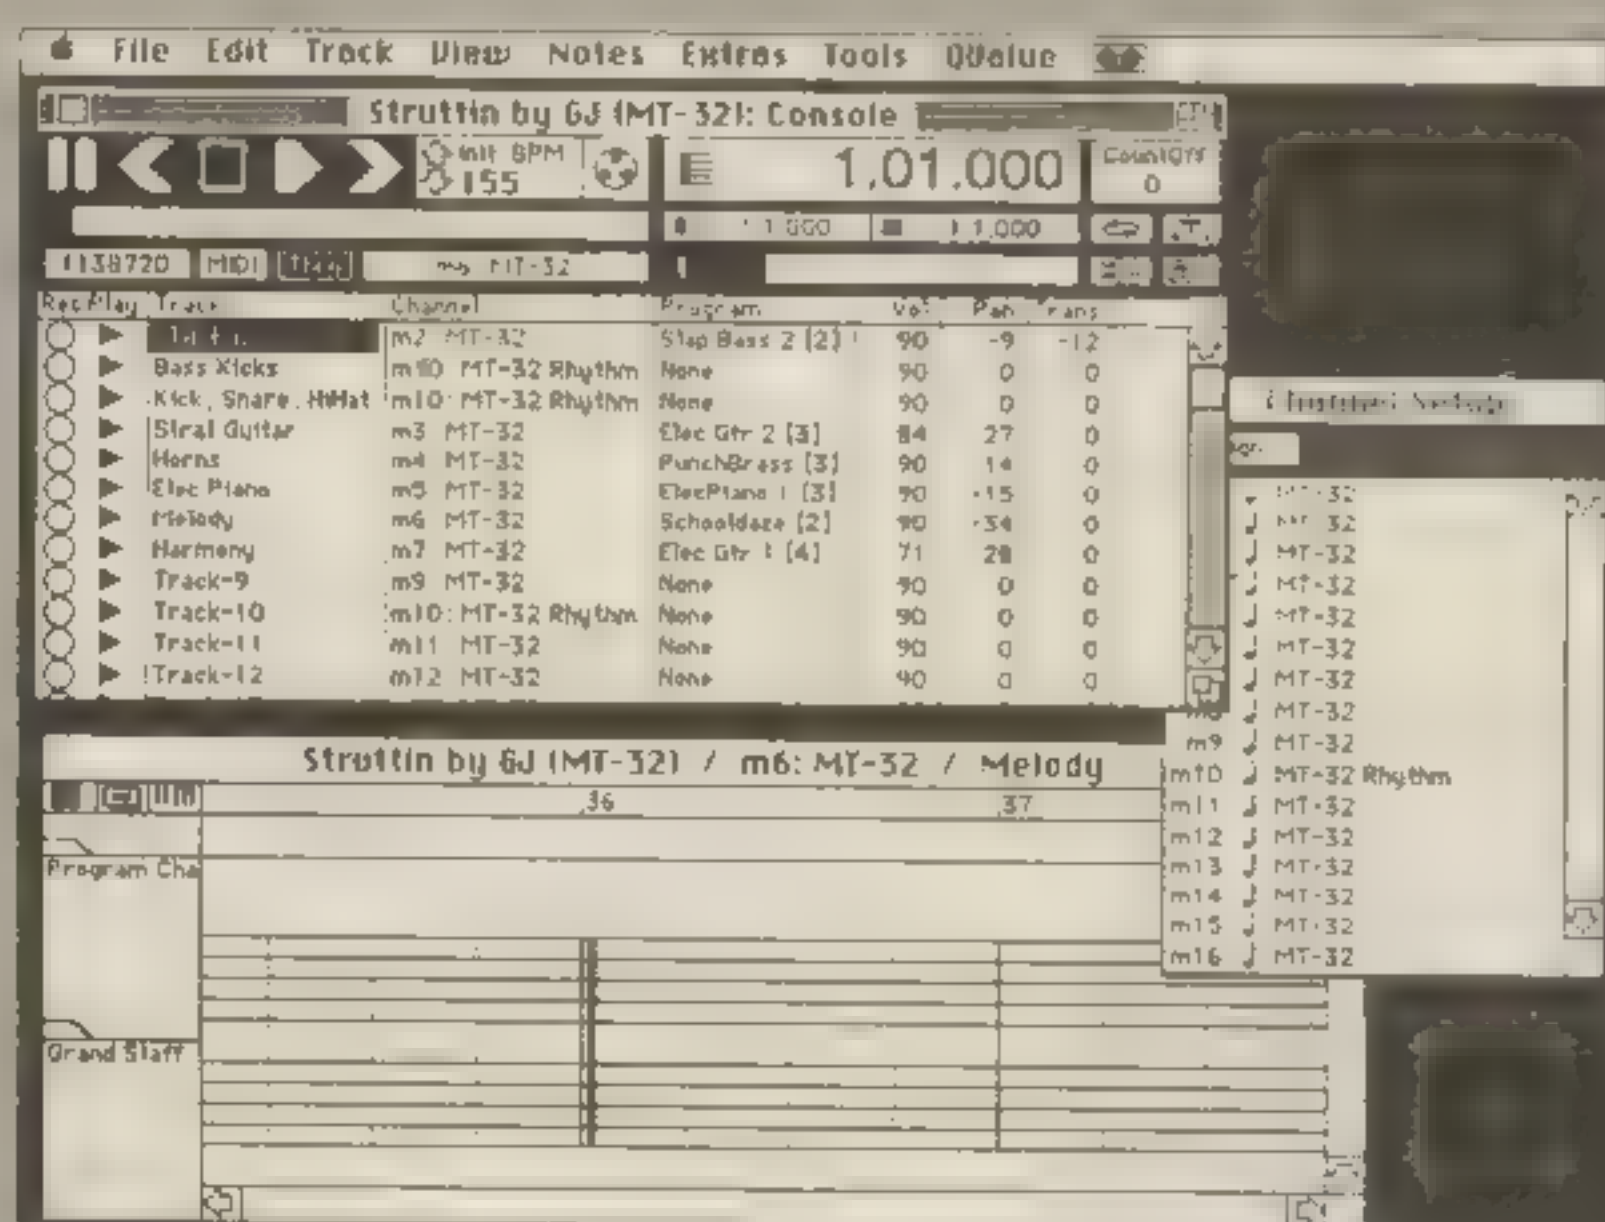 File Edit Track View Notes Extras Tools QValue
Struttin by GJ (MT-32): Console
Init BPM
155
1.01.000
CountOff
0
1.000
1138720 MIDI Thru MT-32
Rec Play Track Channel Program Vol Pan Trans
m2 MT-32 Slap Bass 2 [2] 90 -9 -12
Bass Kicks m10 MT-32 Rhythm None 90 0 0
Kick, Snare, HiHat m10: MT-32 Rhythm None 90 0 0
Guitar m3 MT-32 Elec Gtr 2 [3] 84 27 0
Horns m4 MT-32 PunchBrass [3] 90 14 0
Elec Piano m5 MT-32 ElecPiano 1 [3] 90 -15 0
Melody m6 MT-32 Schooldaze [2] 90 -34 0
Harmony m7 MT-32 Elec Gtr 1 [4] 71 28 0
Track-9 m9 MT-32 None 90 0 0
Track-10 m10: MT-32 Rhythm None 90 0 0
Track-11 m11 MT-32 None 90 0 0
Track-12 m12 MT-32 None 90 0 0
MT-32
MT-32
MT-32
MT-32
MT-32
MT-32
MT-32
m8 MT-32
m9 MT-32
m10 MT-32 Rhythm
m11 MT-32
m12 MT-32
m13 MT-32
m14 MT-32
m15 MT-32
m16 MT-32
Struttin by GJ (MT-32) / m6: MT-32 / Melody
36 37
Program Cha
Grand Staff